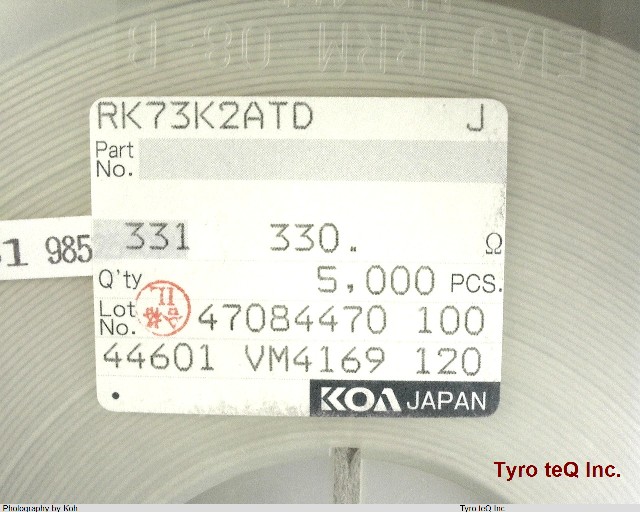 RK73K2ATD J
Part No.
331 330. Ω
1 985
Q'ty 5,000 PCS.
Lot No. 47084470 100
44601 VM4169 120
KOA JAPAN
Tyro teQ Inc.
Photography by Koh Tyro teQ Inc.